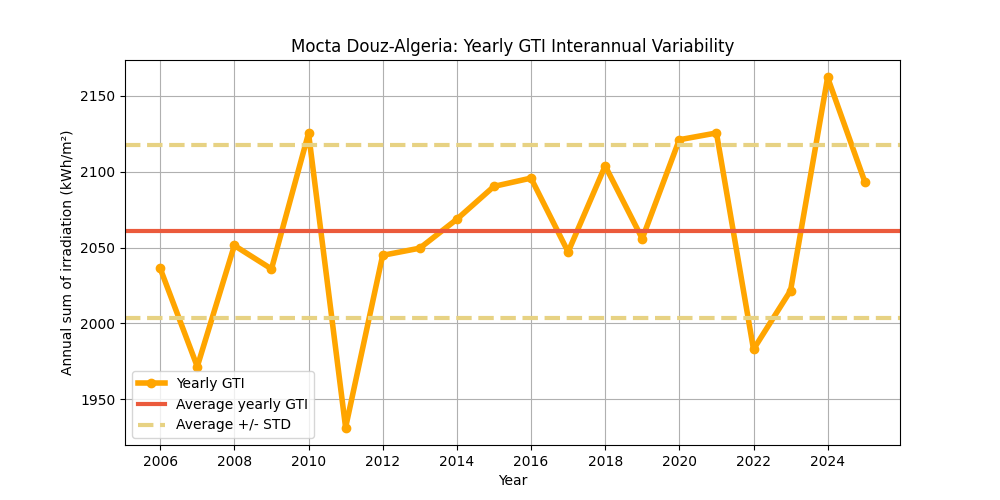 Mocta Douz-Algeria: Yearly GTI Interannual Variability
Annual sum of irradiation (kWh/m²)
2150
2100
2050
2000
1950
Yearly GTI
Average yearly GTI
Average +/- STD
2006 2008 2010 2012 2014 2016 2018 2020 2022 2024
Year